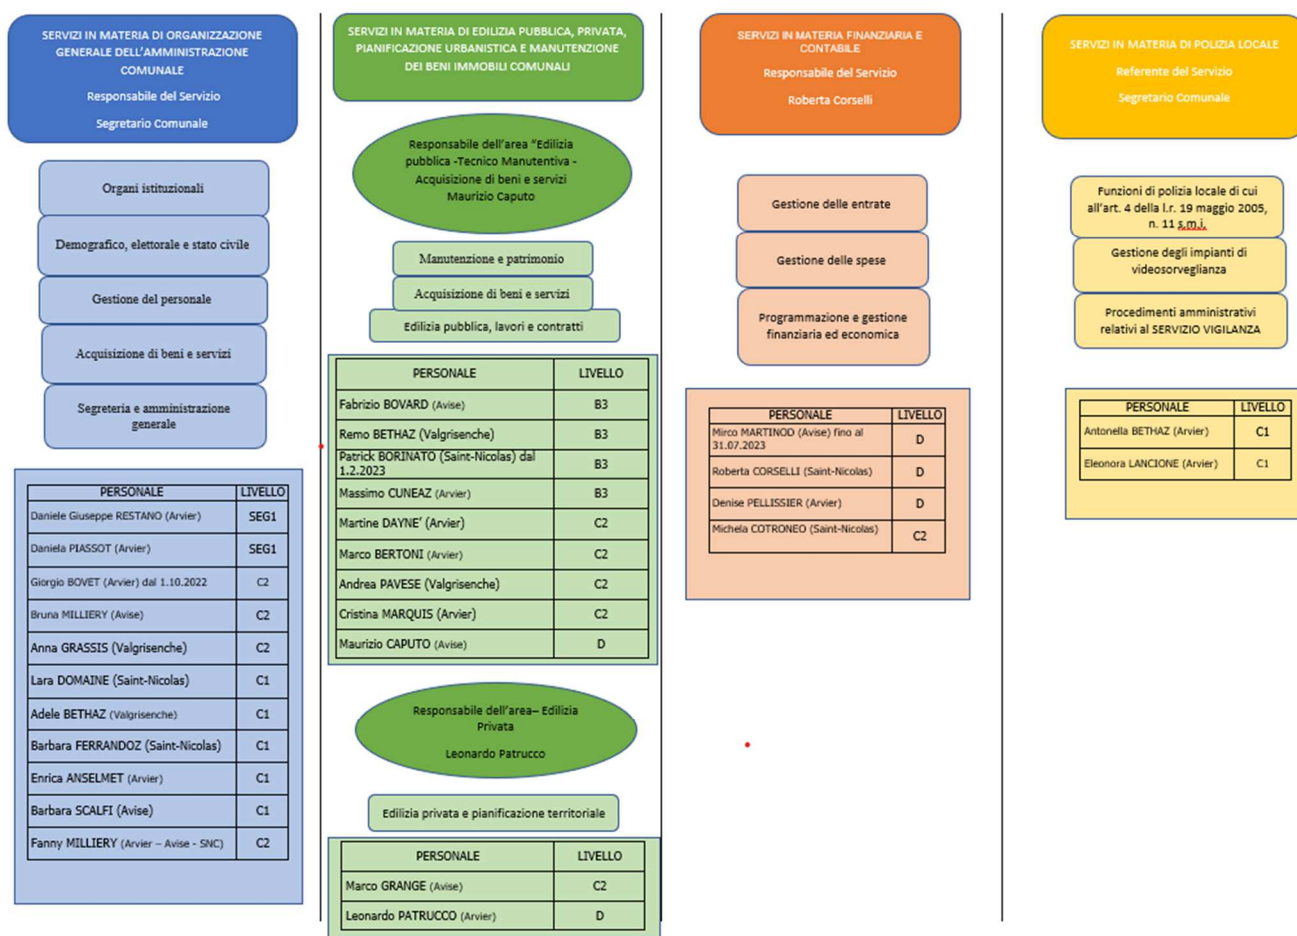 SERVIZI IN MATERIA DI ORGANIZZAZIONE
GENERALE DELL'AMMINISTRAZIONE
COMUNALE
Responsabile del Servizio
Segretario Comunale
Organi istituzionali
Demografico, elettorale e stato civile
Gestione del personale
Acquisizione di beni e servizi
Segreteria e amministrazione
generale
PERSONALE LIVELLO
Daniele Giuseppe RESTANO (Arvier) SEG1
Daniela PIASSOT (Arvier) SEG1
Giorgio BOVET (Arvier) dal 1.10.2022 C2
Bruna MILLIERY (Avise) C2
Anna GRASSIS (Valgrisenche) C2
Lara DOMAINE (Saint-Nicolas) C1
Adele BETHAZ (Valgrisenche) C1
Barbara FERRANDOZ (Saint-Nicolas) C1
Enrica ANSELMET (Arvier) C1
Barbara SCALFI (Avise) C1
Fanny MILLIERY (Arvier – Avise - SNC) C2
SERVIZI IN MATERIA DI EDILIZIA PUBBLICA, PRIVATA,
PIANIFICAZIONE URBANISTICA E MANUTENZIONE
DEI BENI IMMOBILI COMUNALI
Responsabile dell'area "Edilizia
pubblica -Tecnico Manutentiva -
Acquisizione di beni e servizi
Maurizio Caputo
Manutenzione e patrimonio
Acquisizione di beni e servizi
Edilizia pubblica, lavori e contratti
PERSONALE LIVELLO
Fabrizio BOVARD (Avise) B3
Remo BETHAZ (Valgrisenche) B3
Patrick BORINATO (Saint-Nicolas) dal
1.2.2023 B3
Massimo CUNEAZ (Arvier) B3
Martine DAYNE' (Arvier) C2
Marco BERTONI (Arvier) C2
Andrea PAVESE (Valgrisenche) C2
Cristina MARQUIS (Arvier) C2
Maurizio CAPUTO (Avise) D
Responsabile dell'area– Edilizia
Privata
Leonardo Patrucco
Edilizia privata e pianificazione territoriale
PERSONALE LIVELLO
Marco GRANGE (Avise) C2
Leonardo PATRUCCO (Arvier) D
SERVIZI IN MATERIA FINANZIARIA E
CONTABILE
Responsabile del Servizio
Roberta Corselli
Gestione delle entrate
Gestione delle spese
Programmazione e gestione
finanziaria ed economica
PERSONALE LIVELLO
Mirco MARTINOD (Avise) fino al
31.07.2023 D
Roberta CORSELLI (Saint-Nicolas) D
Denise PELLISSIER (Arvier) D
Michela COTRONEO (Saint-Nicolas) C2
SERVIZI IN MATERIA DI POLIZIA LOCALE
Referente del Servizio
Segretario Comunale
Funzioni di polizia locale di cui
all'art. 4 della l.r. 19 maggio 2005,
n. 11 s.m.i.
Gestione degli impianti di
videosorveglianza
Procedimenti amministrativi
relativi al SERVIZIO VIGILANZA
PERSONALE LIVELLO
Antonella BETHAZ (Arvier) C1
Eleonora LANCIONE (Arvier) C1